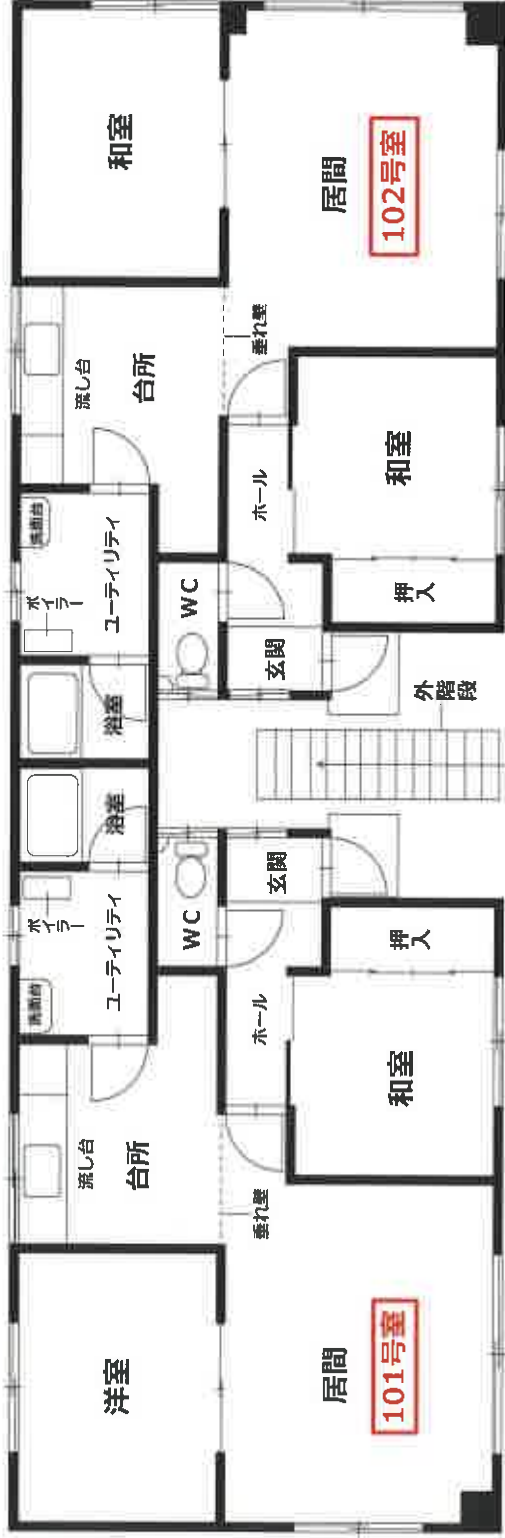 洋室
流し台
台所
垂れ壁
居間
101号室
洗面台
ボイラー
ユーティリティ
浴室
WC
ホール
玄関
和室
押入
外階段
浴室
ボイラー
洗面台
ユーティリティ
WC
玄関
ホール
押入
和室
流し台
台所
垂れ壁
和室
居間
102号室